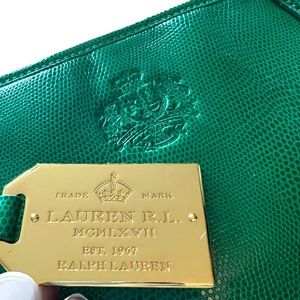 TRADE MARK
LAUREN R.L.
MCMLXVII
EST. 1967
RALPH LAUREN